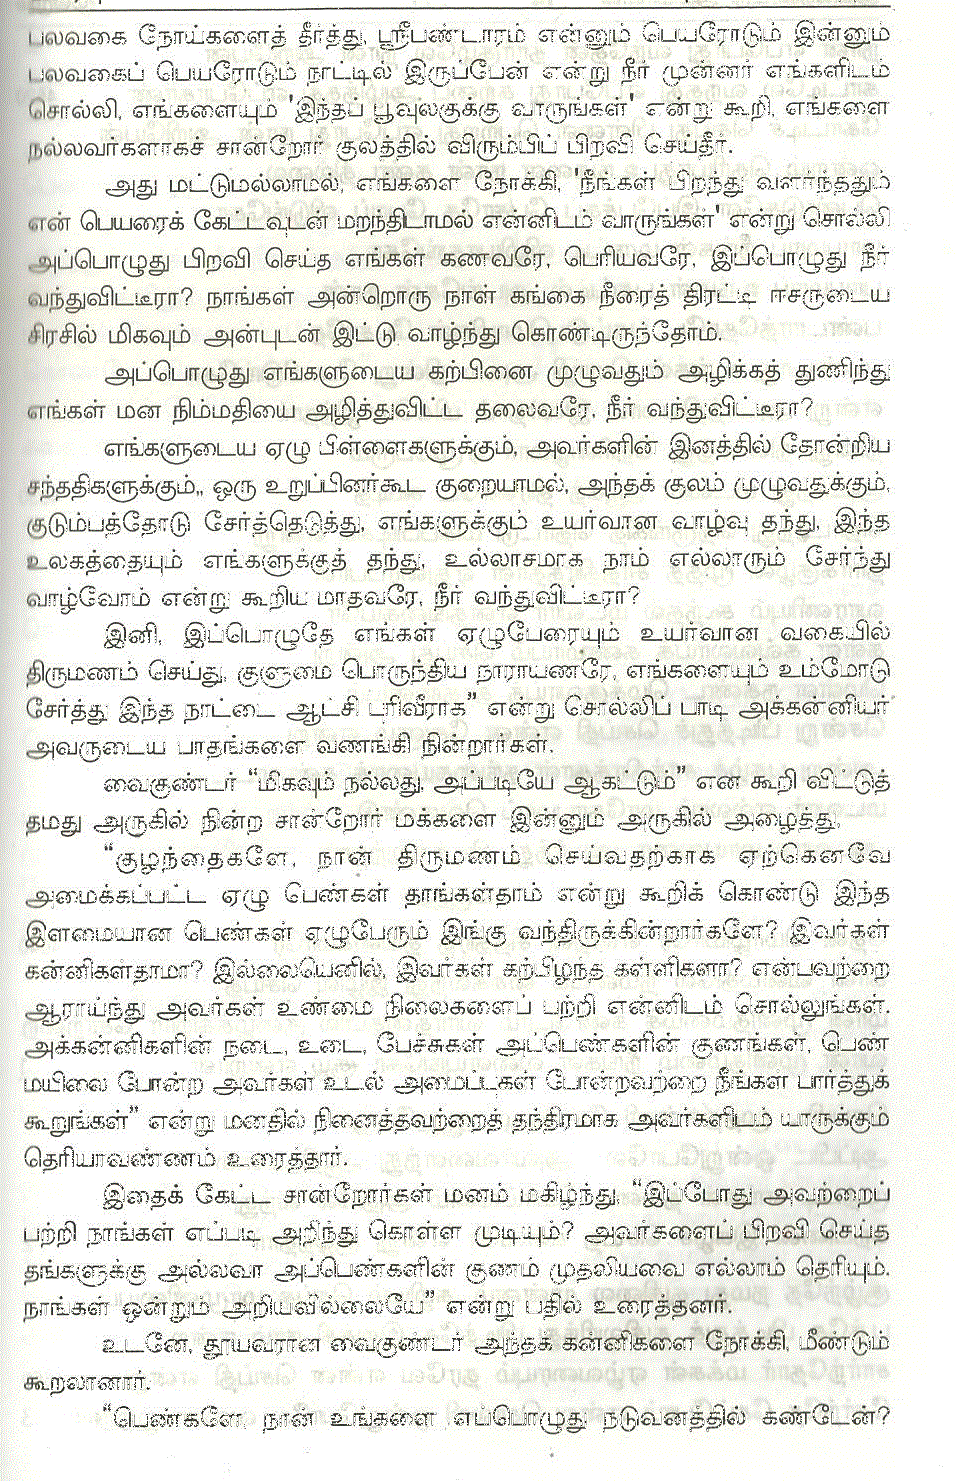 பலவகை நோய்களைத் தீர்த்து, ஸ்ரீபண்டாரம் என்னும் பெயரோடும் இன்னும்
பலவகைப் பெயரோடும் நாட்டில் இருப்பேன் என்று நீர் முன்னர் எங்களிடம்
சொல்லி, எங்களையும் 'இந்தப் பூவுலகுக்கு வாருங்கள்' என்று கூறி, எங்களை
நல்லவர்களாகச் சான்றோர் குலத்தில் விரும்பிப் பிறவி செய்தீர்.
அது மட்டுமல்லாமல், எங்களை நோக்கி, 'நீங்கள் பிறந்து வளர்ந்ததும்
என் பெயரைக் கேட்டவுடன் மறந்திடாமல் என்னிடம் வாருங்கள்' என்று சொல்லி
அப்பொழுது பிறவி செய்த எங்கள் கணவரே, பெரியவரே, இப்பொழுது நீர்
வந்துவிட்டீரா? நாங்கள் அன்றொரு நாள் கங்கை நீரைத் திரட்டி ஈசருடைய
சிரசில் மிகவும் அன்புடன் இட்டு வாழ்ந்து கொண்டிருந்தோம்.
அப்பொழுது எங்களுடைய கற்பினை முழுவதும் அழிக்கத் துணிந்து
எங்கள் மன நிம்மதியை அழித்துவிட்ட தலைவரே, நீர் வந்துவிட்டீரா?
எங்களுடைய ஏழு பிள்ளைகளுக்கும், அவர்களின் இனத்தில் தோன்றிய
சந்ததிகளுக்கும்,, ஒரு உறுப்பினர்கூட குறையாமல், அந்தக் குலம் முழுவதுக்கும்,
குடும்பத்தோடு சேர்த்தெடுத்து, எங்களுக்கும் உயர்வான வாழ்வு தந்து, இந்த
உலகத்தையும் எங்களுக்குத் தந்து, உல்லாசமாக நாம் எல்லாரும் சேர்ந்து
வாழ்வோம் என்று கூறிய மாதவரே, நீர் வந்துவிட்டீரா?
இனி, இப்பொழுதே எங்கள் ஏழுபேரையும் உயர்வான வகையில்
திருமணம் செய்து, குளுமை பொருந்திய நாராயணரே, எங்களையும் உம்மோடு
சேர்த்து இந்த நாட்டை ஆட்சி புரிவீராக” என்று சொல்லிப் பாடி அக்கன்னியர்
அவருடைய பாதங்களை வணங்கி நின்றார்கள்.
வைகுண்டர் “மிகவும் நல்லது, அப்படியே ஆகட்டும்” என கூறி விட்டுத்
தமது அருகில் நின்ற சான்றோர் மக்களை இன்னும் அருகில் அழைத்து,
“குழந்தைகளே, நான் திருமணம் செய்வதற்காக ஏற்கெனவே
அமைக்கப்பட்ட ஏழு பெண்கள் தாங்கள்தாம் என்று கூறிக் கொண்டு இந்த
இளமையான பெண்கள் ஏழுபேரும் இங்கு வந்திருக்கின்றார்களே? இவர்கள்
கன்னிகள்தாமா? இல்லையெனில், இவர்கள் கற்பிழந்த கள்ளிகளா? என்பவற்றை
ஆராய்ந்து அவர்கள் உண்மை நிலைகளைப் பற்றி என்னிடம் சொல்லுங்கள்.
அக்கன்னிகளின் நடை, உடை, பேச்சுகள் அப்பெண்களின் குணங்கள், பெண்
மயிலை போன்ற அவர்கள் உடல் அமைப்புகள் போன்றவற்றை நீங்கள் பார்த்துக்
கூறுங்கள்” என்று மனதில் நினைத்தவற்றைத் தந்திரமாக அவர்களிடம் யாருக்கும்
தெரியாவண்ணம் உரைத்தார்.
இதைக் கேட்ட சான்றோர்கள் மனம் மகிழ்ந்து, “இப்போது அவற்றைப்
பற்றி நாங்கள் எப்படி அறிந்து கொள்ள முடியும்? அவர்களைப் பிறவி செய்த
தங்களுக்கு அல்லவா அப்பெண்களின் குணம் முதலியவை எல்லாம் தெரியும்.
நாங்கள் ஒன்றும் அறியவில்லையே” என்று பதில் உரைத்தனர்.
உடனே, தூயவரான வைகுண்டர் அந்தக் கன்னிகளை நோக்கி, மீண்டும்
கூறலானார்.
“பெண்களே, நான் உங்களை எப்பொழுது நடுவனத்தில் கண்டேன்?